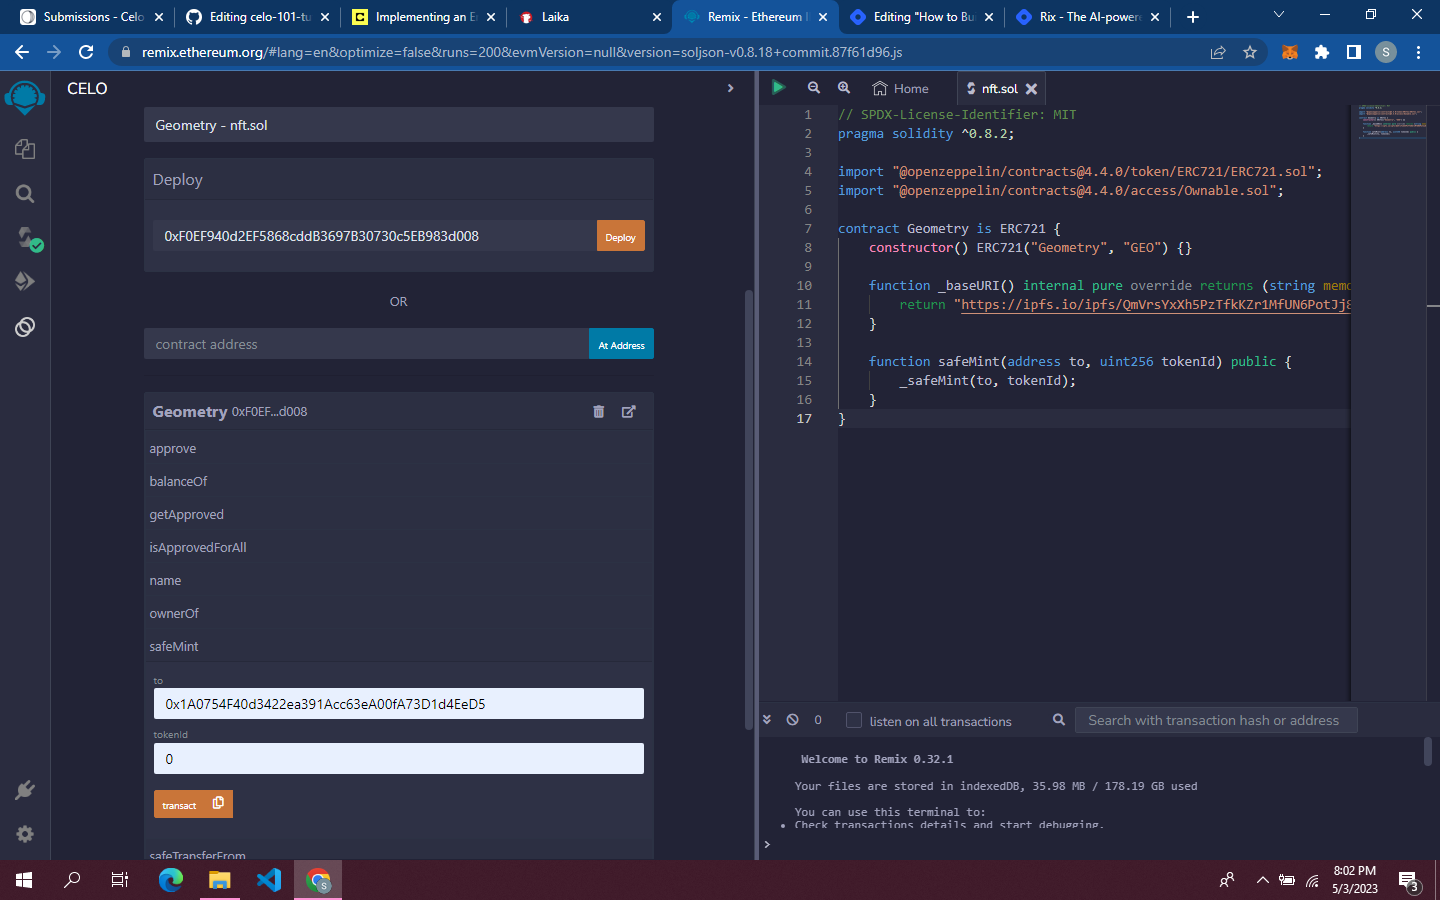 Submissions - Celo
Editing celo-101-tu
Implementing an E
Laika
Remix - Ethereum I
Editing "How to Bu
Rix - The AI-powere
remix.ethereum.org/#lang=en&optimize=false&runs=200&evmVersion=null&version=soljson-v0.8.18+commit.87f61d96.js
S
CELO
Geometry - nft.sol
Deploy
0xF0EF940d2EF5868cddB3697B30730c5EB983d008
Deploy
OR
contract address
At Address
Geometry 0xF0EF...d008
approve
balanceOf
getApproved
isApprovedForAll
name
ownerOf
safeMint
to
0x1A0754F40d3422ea391Acc63eA00fA73D1d4EeD5
tokenId
0
transact
safeTransferFrom
Home
nft.sol
1 // SPDX-License-Identifier: MIT
2 pragma solidity ^0.8.2;
3
4 import "@openzeppelin/contracts@4.4.0/token/ERC721/ERC721.sol";
5 import "@openzeppelin/contracts@4.4.0/access/Ownable.sol";
6
7 contract Geometry is ERC721 {
8 constructor() ERC721("Geometry", "GEO") {}
9
10 function _baseURI() internal pure override returns (string memo
11 return "https://ipfs.io/ipfs/QmVrsYxXh5PzTfkKZr1MfUN6PotJj8
12 }
13
14 function safeMint(address to, uint256 tokenId) public {
15 _safeMint(to, tokenId);
16 }
17 }
0
listen on all transactions
Search with transaction hash or address
Welcome to Remix 0.32.1
Your files are stored in indexedDB, 35.98 MB / 178.19 GB used
You can use this terminal to:
• Check transactions details and start debugging.
>
S
8:02 PM
5/3/2023
3